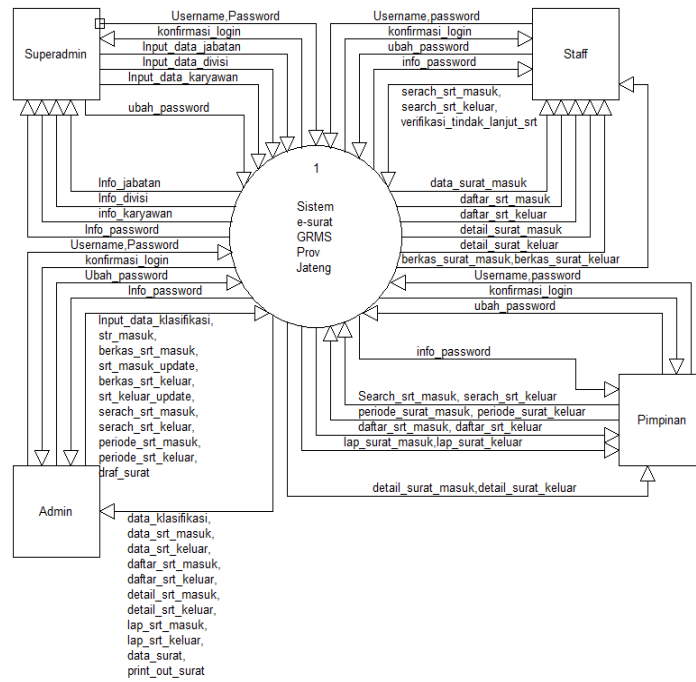 Username,Password
konfirmasi_login
Input_data_jabatan
Input_data_divisi
Input_data_karyawan
ubah_password
Superadmin
Username,password
konfirmasi_login
ubah_password
info_password
serach_srt_masuk,
search_srt_keluar,
verifikasi_tindak_lanjut_srt
Staff
1
Sistem
e-surat
GRMS
Prov
Jateng
Info_jabatan
Info_divisi
info_karyawan
Info_password
data_surat_masuk
daftar_srt_masuk
daftar_srt_keluar
detail_surat_masuk
detail_surat_keluar
berkas_surat_masuk,berkas_surat_keluar
Username,Password
konfirmasi_login
Ubah_password
Info_password
Username,password
konfirmasi_login
ubah_password
info_password
Input_data_klasifikasi,
str_masuk,
berkas_srt_masuk,
srt_masuk_update,
berkas_srt_keluar,
srt_keluar_update,
serach_srt_masuk,
serach_srt_keluar,
periode_srt_masuk,
periode_srt_keluar,
draf_surat
Search_srt_masuk, serach_srt_keluar
periode_surat_masuk, periode_surat_keluar
daftar_srt_masuk, daftar_srt_keluar
lap_surat_masuk,lap_surat_keluar
Pimpinan
detail_surat_masuk,detail_surat_keluar
Admin
data_klasifikasi,
data_srt_masuk,
data_srt_keluar,
daftar_srt_masuk,
daftar_srt_keluar,
detail_srt_masuk,
detail_srt_keluar,
lap_srt_masuk,
lap_srt_keluar,
data_surat,
print_out_surat